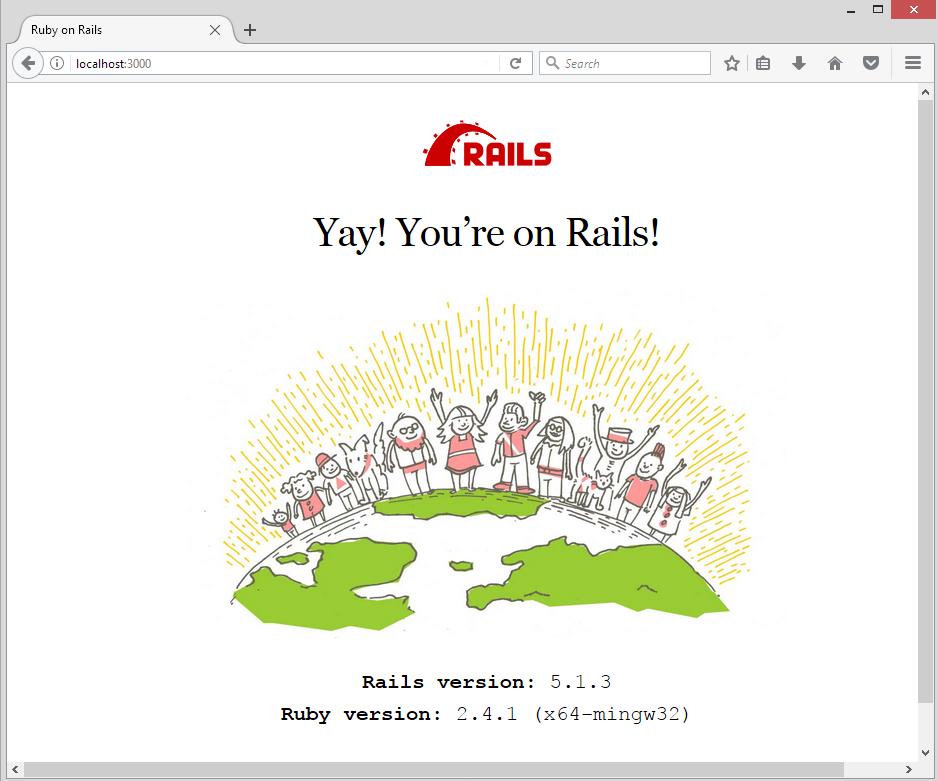 Ruby on Rails
localhost:3000
Search
RAILS
Yay! You’re on Rails!
Rails version: 5.1.3
Ruby version: 2.4.1 (x64-mingw32)